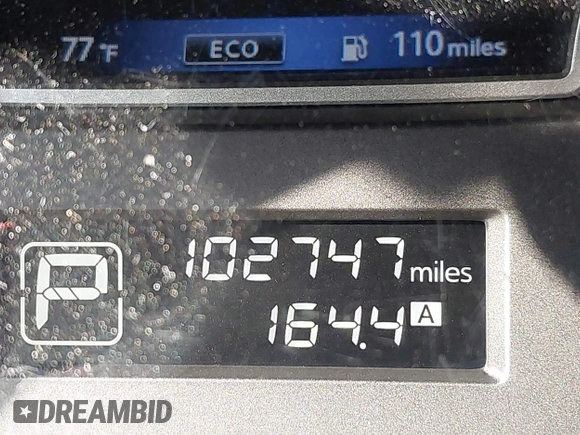 77°F ECO 110 miles
P 102747 miles
164.4 A
DREAMBID